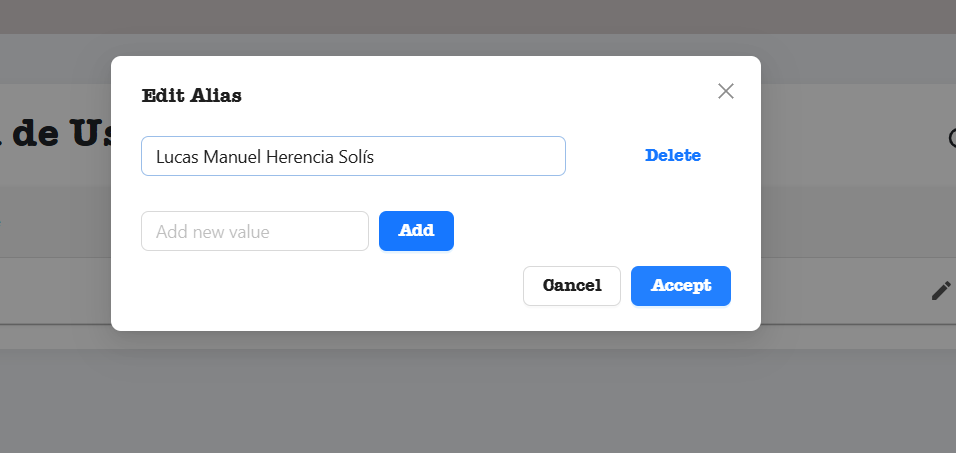 Edit Alias
de Us
Lucas Manuel Herencia Solís
Delete
Add new value
Add
Cancel
Accept